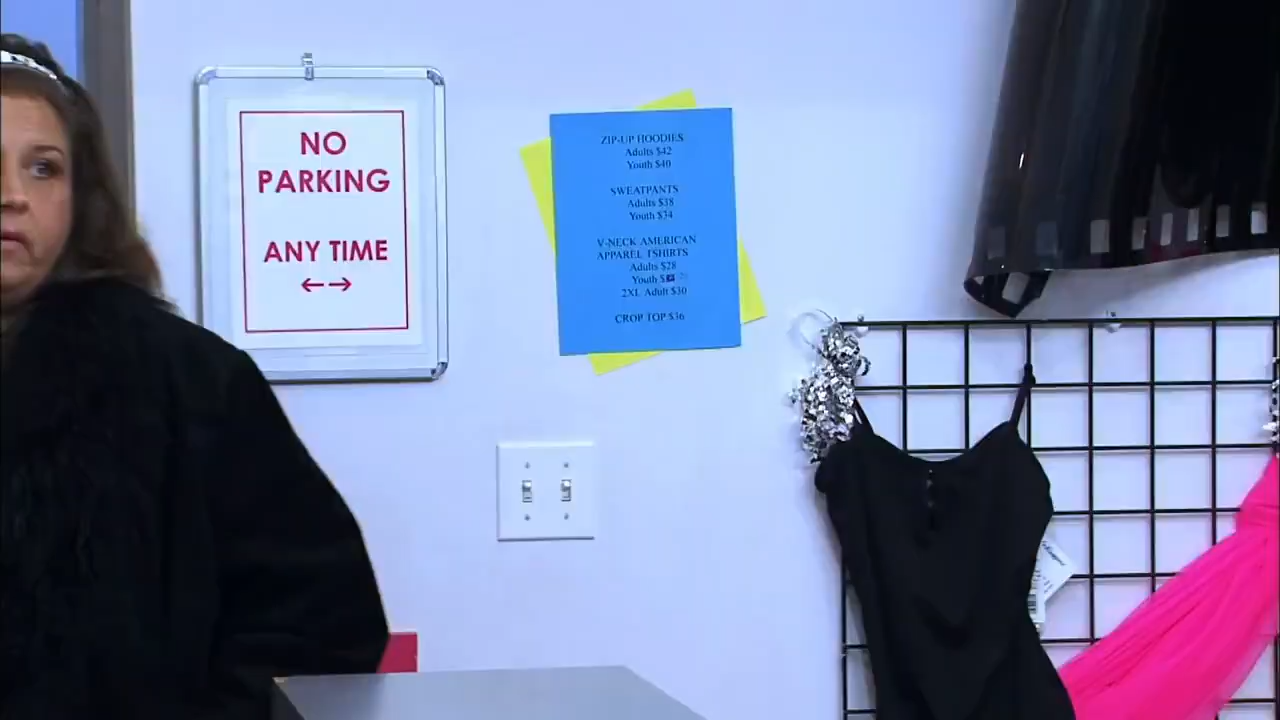 NO
PARKING
ANY TIME
ZIP-UP HOODIES
Adults $42
Youth $40
SWEATPANTS
Adults $38
Youth $34
V-NECK AMERICAN
APPAREL TSHIRTS
Adults $28
Youth
2XL Adult $30
CROP TOP $36